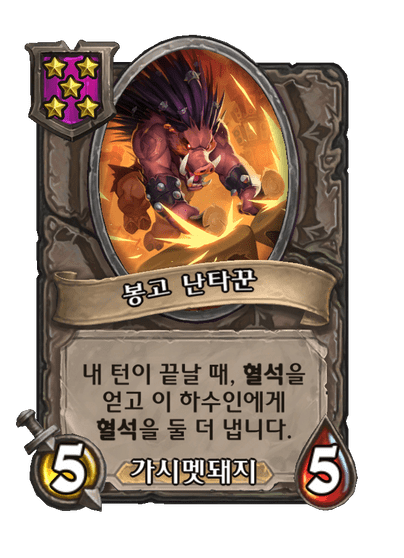 봉고 난타꾼
내 턴이 끝날 때, 혈석을
얻고 이 하수인에게
혈석을 둘 더 냅니다.
5
가시멧돼지
5